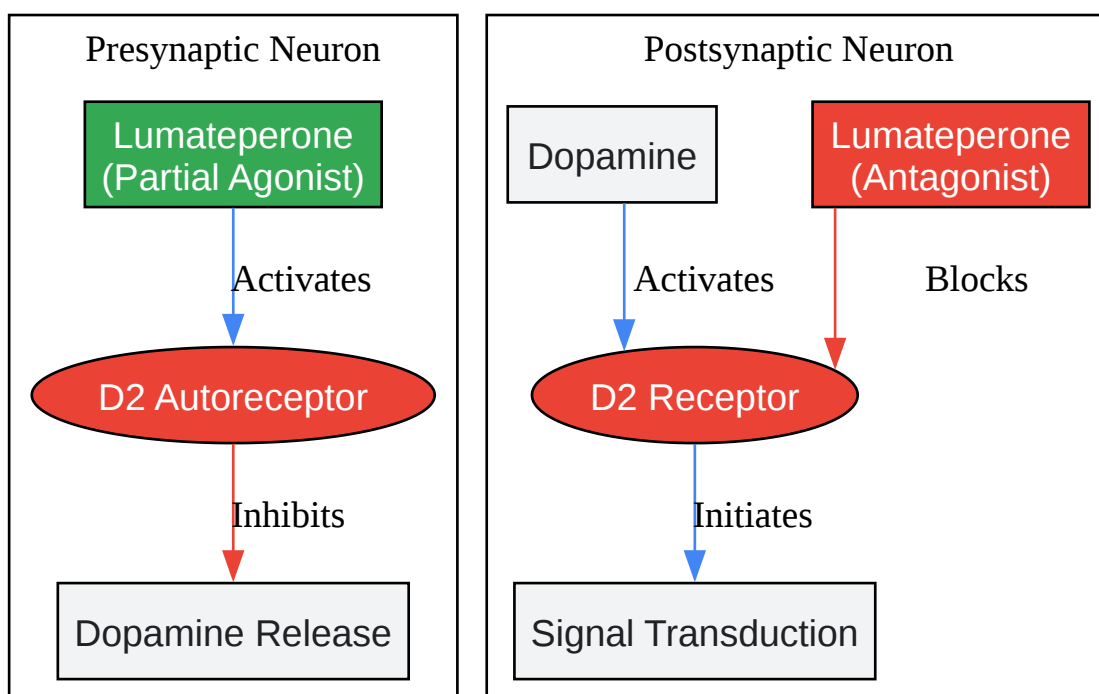 Presynaptic Neuron
Lumateperone
(Partial Agonist)
Activates
D2 Autoreceptor
Inhibits
Dopamine Release
Postsynaptic Neuron
Dopamine
Lumateperone
(Antagonist)
Activates
Blocks
D2 Receptor
Initiates
Signal Transduction